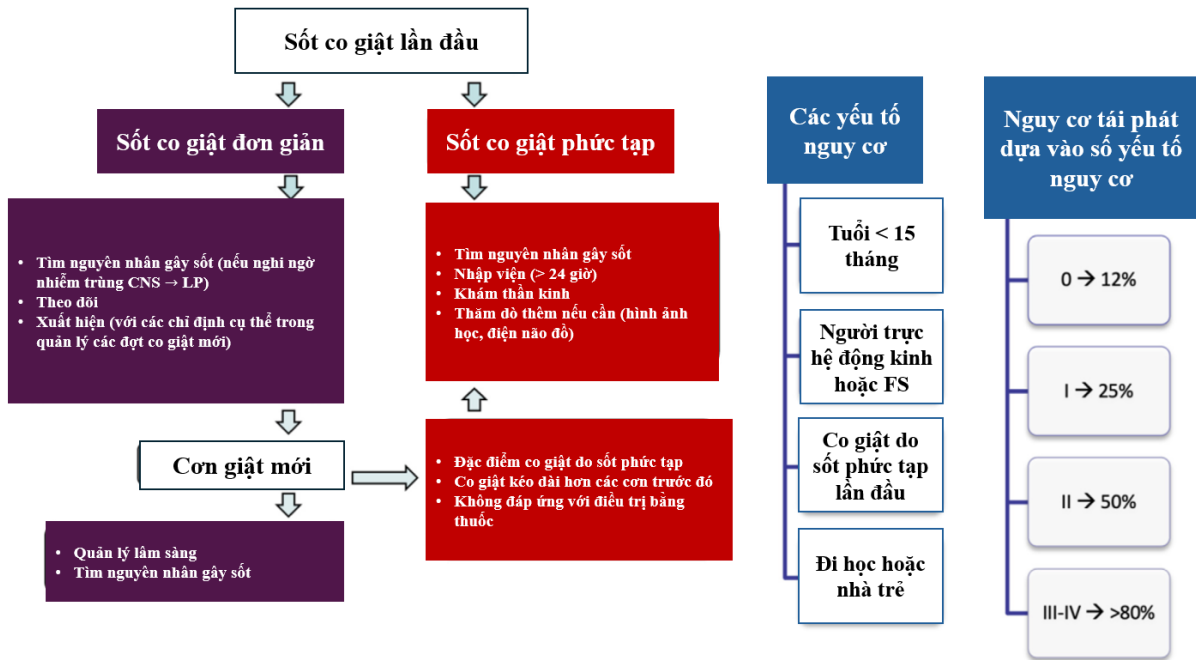 Sốt co giật lần đầu
Sốt co giật đơn giản
Sốt co giật phức tạp
• Tìm nguyên nhân gây sốt (nếu nghi ngờ
nhiễm trùng CNS → LP)
• Theo dõi
• Xuất hiện (với các chỉ định cụ thể trong
quản lý các đợt co giật mới)
• Tìm nguyên nhân gây sốt
• Nhập viện (> 24 giờ)
• Khám thần kinh
• Thăm dò thêm nếu cần (hình ảnh
học, điện não đồ)
Cơn giật mới
• Đặc điểm co giật do sốt phức tạp
• Co giật kéo dài hơn các cơn trước đó
• Không đáp ứng với điều trị bằng
thuốc
• Quản lý lâm sàng
• Tìm nguyên nhân gây sốt
Các yếu tố
nguy cơ
Tuổi < 15
tháng
Người trực
hệ động kinh
hoặc FS
Co giật do
sốt phức tạp
lần đầu
Đi học hoặc
nhà trẻ
Nguy cơ tái phát
dựa vào số yếu tố
nguy cơ
0 → 12%
I → 25%
II → 50%
III-IV → >80%